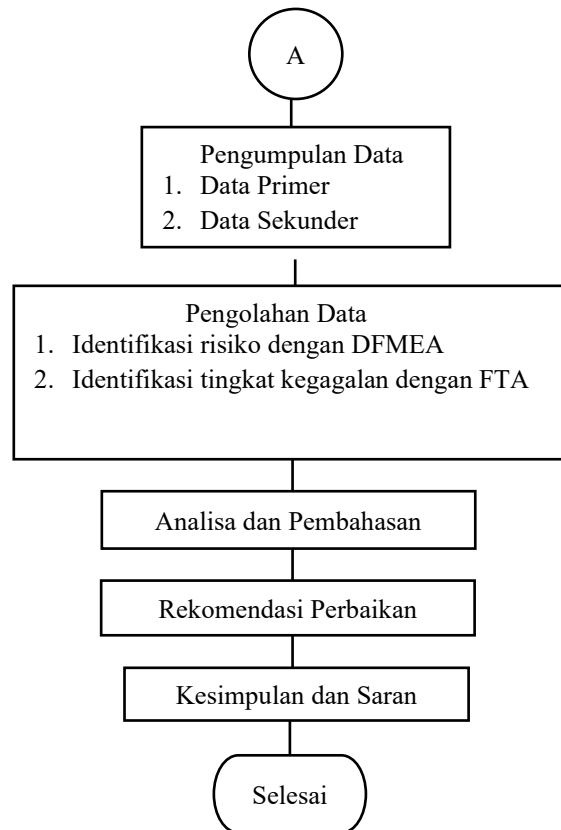 A
Pengumpulan Data
1. Data Primer
2. Data Sekunder
Pengolahan Data
1. Identifikasi risiko dengan DFMEA
2. Identifikasi tingkat kegagalan dengan FTA
Analisa dan Pembahasan
Rekomendasi Perbaikan
Kesimpulan dan Saran
Selesai